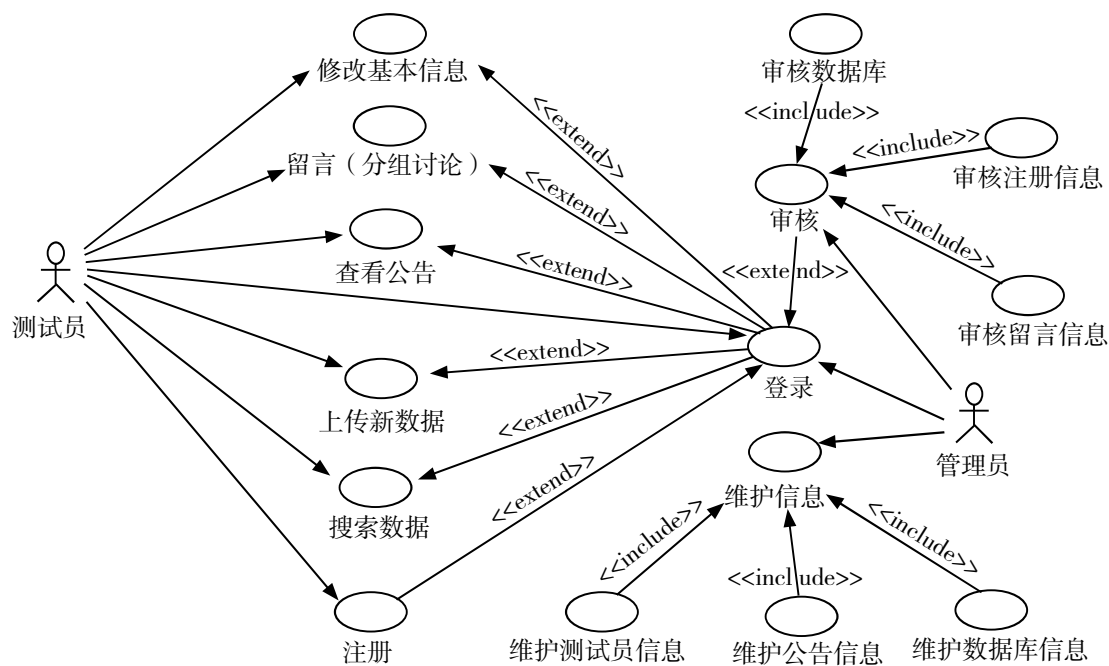 修改基本信息
审核数据库
<<extend>>
<<include>>
留言（分组讨论）
<<include>>
审核注册信息
<<extend>>
审核
<<include>>
查看公告
<<extend>>
<<extend>>
测试员
审核留言信息
<<extend>>
登录
上传新数据
<<extend>>
管理员
<<extend>>
维护信息
搜索数据
<<include>>
<<include>>
<<include>>
注册
维护测试员信息
维护公告信息
维护数据库信息